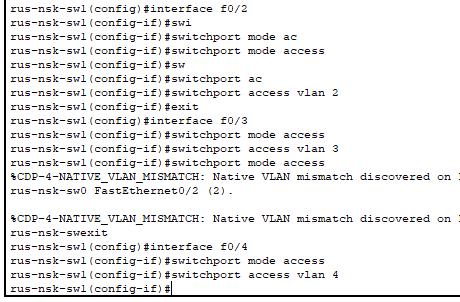 rus-nsk-sw1(config)#interface f0/2
rus-nsk-sw1(config-if)#swi
rus-nsk-sw1(config-if)#switchport mode ac
rus-nsk-sw1(config-if)#switchport mode access
rus-nsk-sw1(config-if)#sw
rus-nsk-sw1(config-if)#switchport ac
rus-nsk-sw1(config-if)#switchport access vlan 2
rus-nsk-sw1(config-if)#exit
rus-nsk-sw1(config)#interface f0/3
rus-nsk-sw1(config-if)#switchport mode access
rus-nsk-sw1(config-if)#switchport access vlan 3
rus-nsk-sw1(config-if)#switchport mode access
%CDP-4-NATIVE_VLAN_MISMATCH: Native VLAN mismatch discovered on
rus-nsk-sw0 FastEthernet0/2 (2).
%CDP-4-NATIVE_VLAN_MISMATCH: Native VLAN mismatch discovered on
rus-nsk-swexit
rus-nsk-sw1(config)#interface f0/4
rus-nsk-sw1(config-if)#switchport mode access
rus-nsk-sw1(config-if)#switchport access vlan 4
rus-nsk-sw1(config-if)#